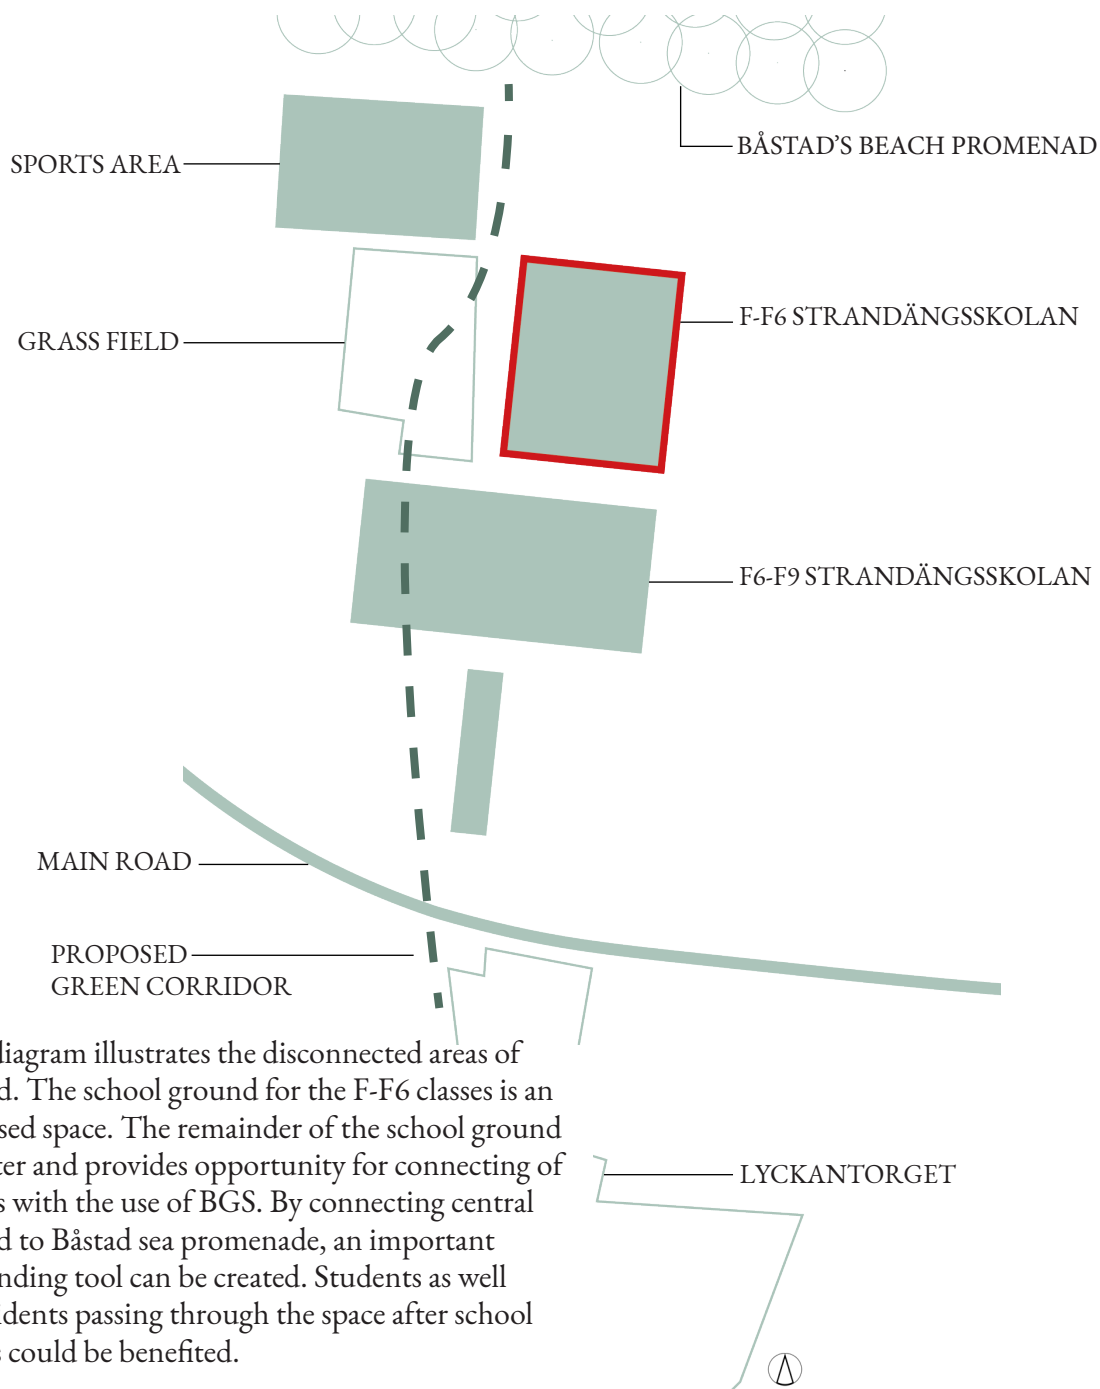 BÅSTAD'S BEACH PROMENAD
SPORTS AREA
F-F6 STRANDÄNGSSKOLAN
GRASS FIELD
F6-F9 STRANDÄNGSSKOLAN
MAIN ROAD
PROPOSED
GREEN CORRIDOR
diagram illustrates the disconnected areas of
d. The school ground for the F-F6 classes is an
sed space. The remainder of the school ground
ter and provides opportunity for connecting of
s with the use of BGS. By connecting central
d to Båstad sea promenade, an important
nding tool can be created. Students as well
idents passing through the space after school
s could be benefited.
LYCKANTORGET